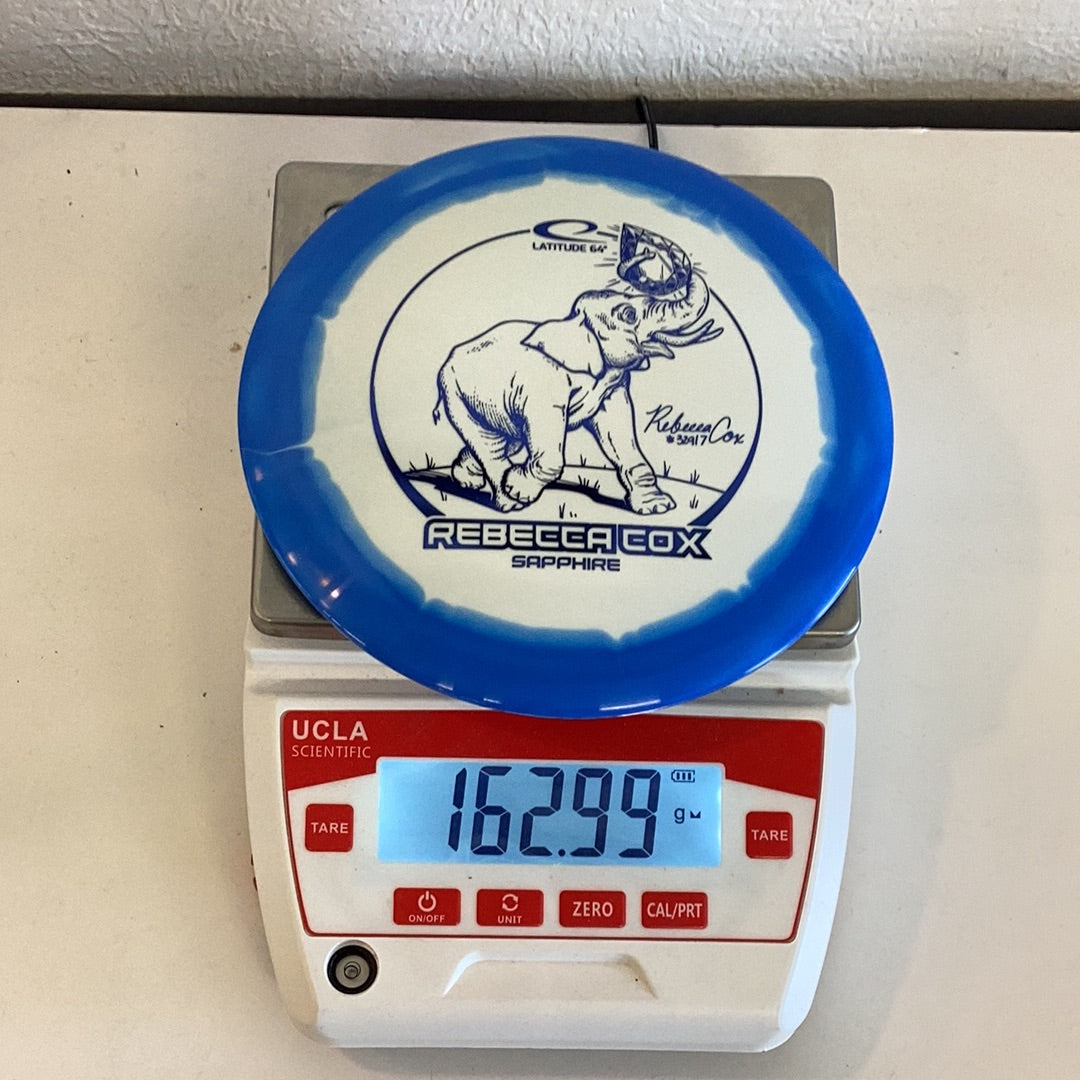 LATITUDE 64°
Rebecca Cox
#32917
REBECCA COX
SAPPHIRE
UCLA
SCIENTIFIC
162.99
g
TARE
TARE
ON/OFF
UNIT
ZERO
CAL/PRT